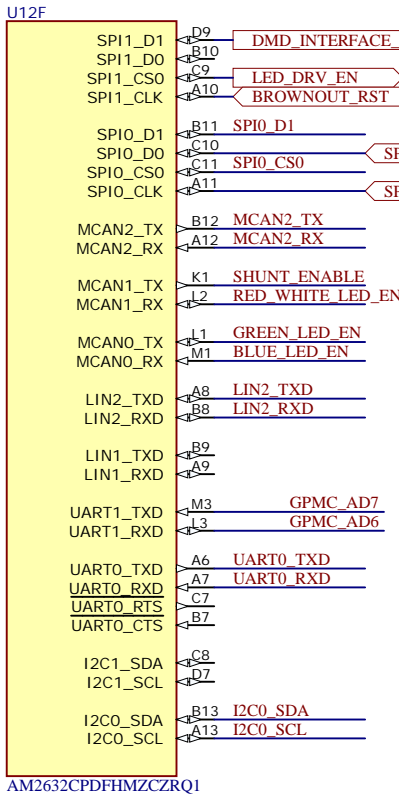 U12F
SPI1_D1 D9 DMD_INTERFACE_
SPI1_D0 B10
SPI1_CS0 C9 LED_DRV_EN
SPI1_CLK A10 BROWNOUT_RST
SPI0_D1 B11 SPI0_D1
SPI0_D0 C10 SP
SPI0_CS0 C11 SPI0_CS0
SPI0_CLK A11 SP
MCAN2_TX B12 MCAN2_TX
MCAN2_RX A12 MCAN2_RX
MCAN1_TX K1 SHUNT_ENABLE
MCAN1_RX L2 RED_WHITE_LED_EN
MCAN0_TX L1 GREEN_LED_EN
MCAN0_RX M1 BLUE_LED_EN
LIN2_TXD A8 LIN2_TXD
LIN2_RXD B8 LIN2_RXD
LIN1_TXD B9
LIN1_RXD A9
UART1_TXD M3 GPMC_AD7
UART1_RXD L3 GPMC_AD6
UART0_TXD A6 UART0_TXD
UART0_RXD A7 UART0_RXD
UART0_RTS C7
UART0_CTS B7
I2C1_SDA C8
I2C1_SCL D7
I2C0_SDA B13 I2C0_SDA
I2C0_SCL A13 I2C0_SCL
AM2632CPDFHMZCZRQ1